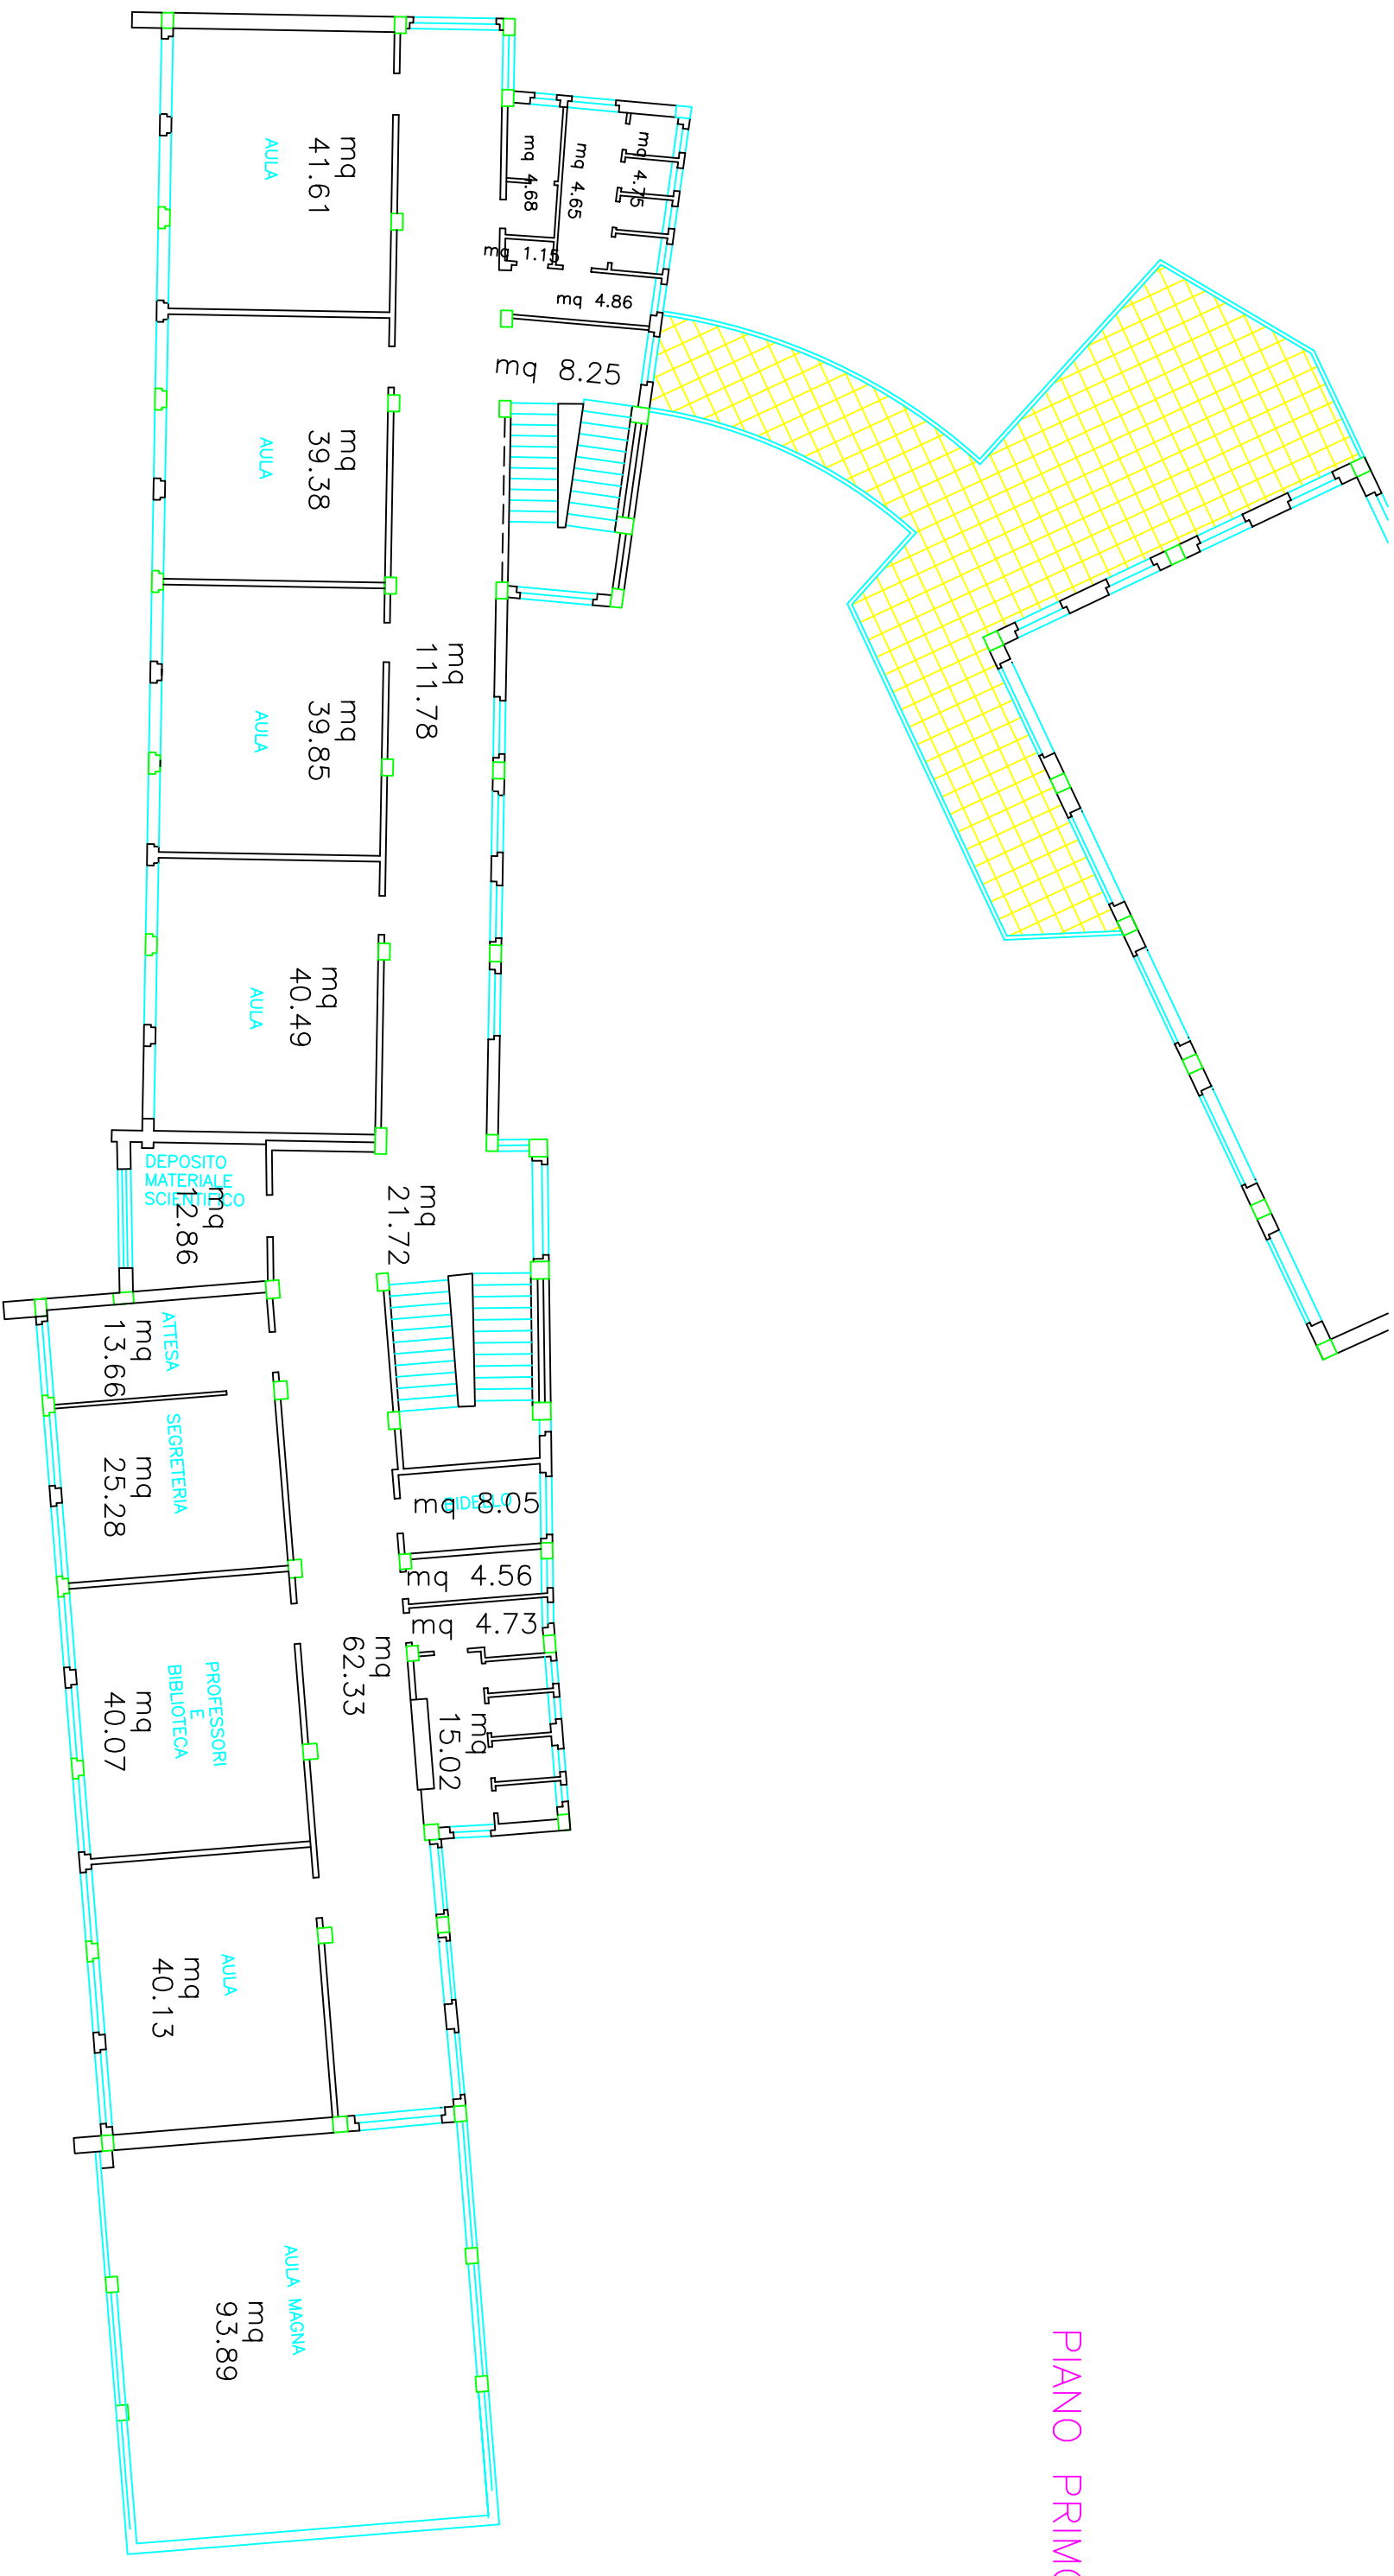 mq
41.61
AULA
mq 4.68
mq 4.65
mq 4.75
mq 1.15
mq 4.86
mq 8.25
mq
39.38
AULA
mq
111.78
mq
39.85
AULA
mq
40.49
AULA
DEPOSITO
MATERIALE
SCIENTIFICO
mq
12.86
mq
21.72
ATTESA
mq
13.66
SEGRETERIA
mq
25.28
BIDELLO
mq 8.05
mq 4.56
mq 4.73
mq
62.33
mq
15.02
PROFESSORI
E
BIBLIOTECA
mq
40.07
AULA
mq
40.13
AULA MAGNA
mq
93.89
PIANO PRIMO